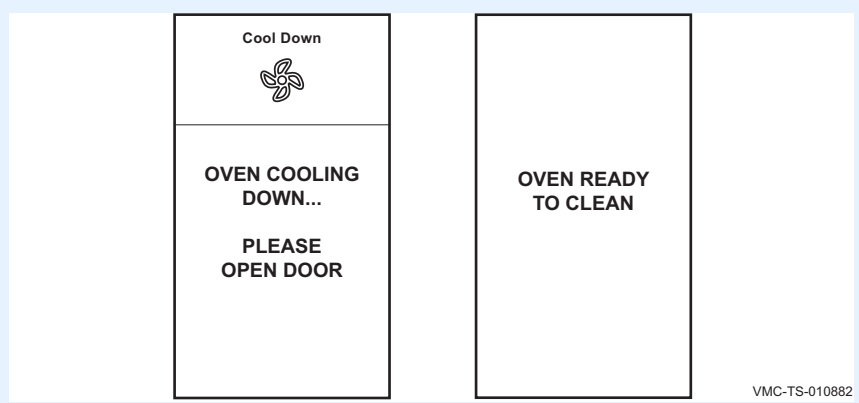 Cool Down
OVEN COOLING
DOWN...
PLEASE
OPEN DOOR
OVEN READY
TO CLEAN
VMC-TS-010882